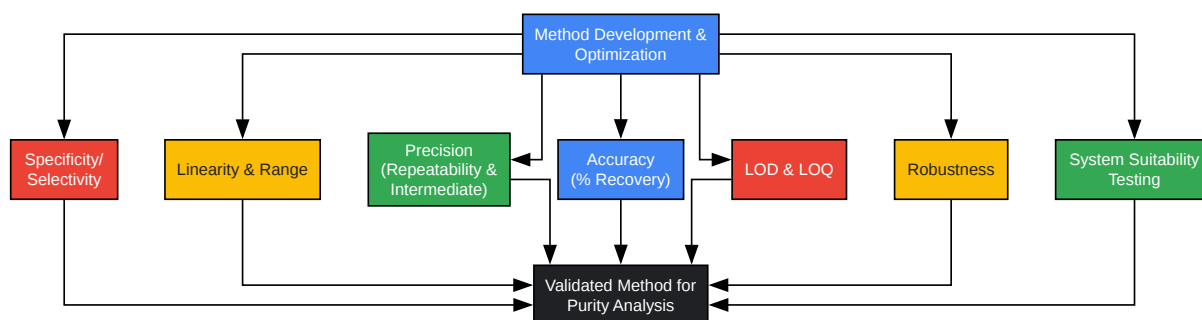 Method Development &
Optimization
Specificity/
Selectivity
Linearity & Range
Precision
(Repeatability &
Intermediate)
Accuracy
(% Recovery)
LOD & LOQ
Robustness
System Suitability
Testing
Validated Method for
Purity Analysis